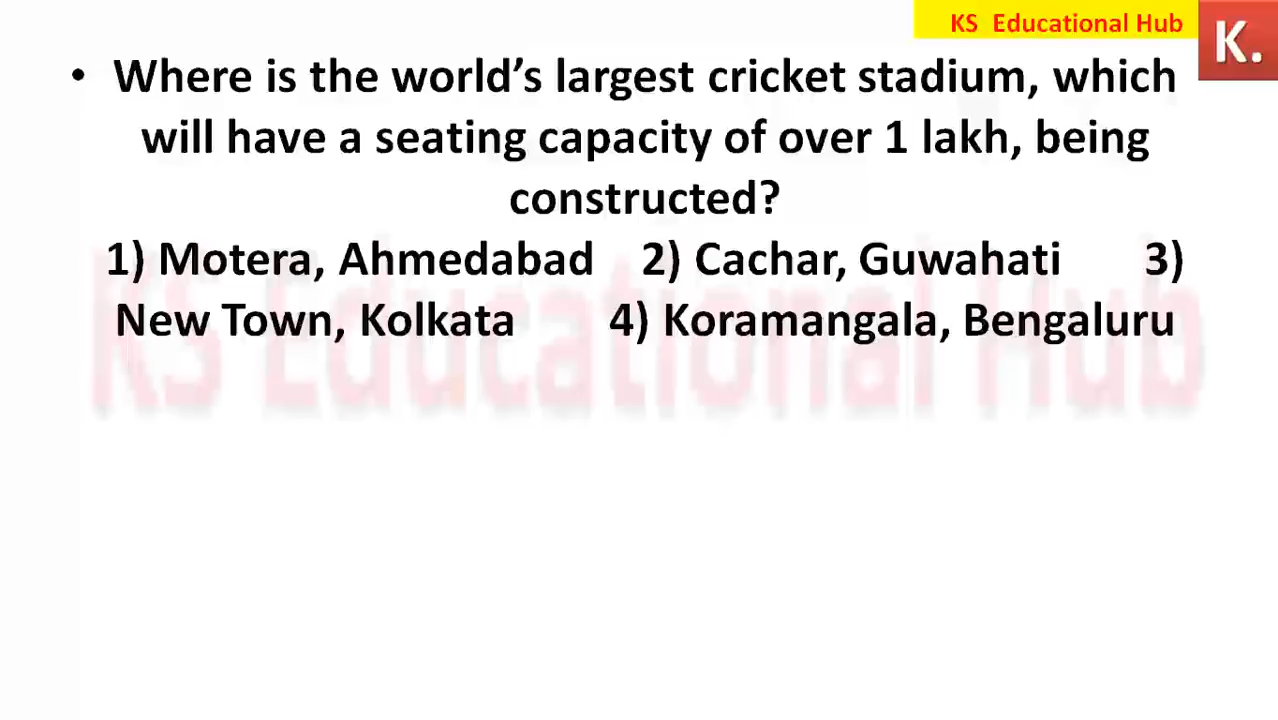 KS Educational Hub
K.
• Where is the world’s largest cricket stadium, which
will have a seating capacity of over 1 lakh, being
constructed?
1) Motera, Ahmedabad 2) Cachar, Guwahati 3)
New Town, Kolkata 4) Koramangala, Bengaluru
KS Educational Hub